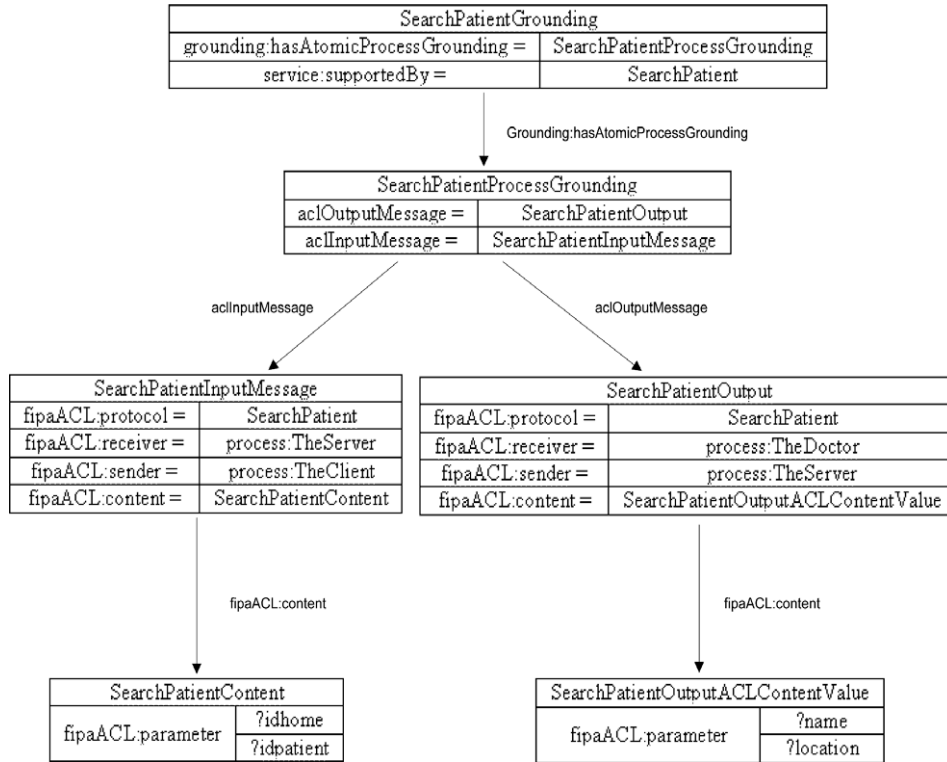 SearchPatientGrounding
grounding:hasAtomicProcessGrounding = SearchPatientProcessGrounding
service:supportedBy = SearchPatient
Grounding:hasAtomicProcessGrounding
SearchPatientProcessGrounding
aclOutputMessage = SearchPatientOutput
aclInputMessage = SearchPatientInputMessage
aclInputMessage
aclOutputMessage
SearchPatientInputMessage
fipaACL:protocol = SearchPatient
fipaACL:receiver = process:TheServer
fipaACL:sender = process:TheClient
fipaACL:content = SearchPatientContent
SearchPatientOutput
fipaACL:protocol = SearchPatient
fipaACL:receiver = process:TheDoctor
fipaACL:sender = process:TheServer
fipaACL:content = SearchPatientOutputACLContentValue
fipaACL:content
fipaACL:content
SearchPatientContent
fipaACL:parameter
?idhome
?idpatient
SearchPatientOutputACLContentValue
fipaACL:parameter
?name
?location